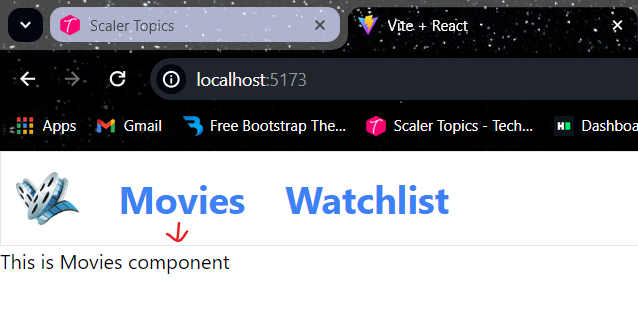 Scaler Topics
Vite + React
localhost:5173
Apps
Gmail
Free Bootstrap The...
Scaler Topics - Tech...
Dashboa
Movies
Watchlist
This is Movies component